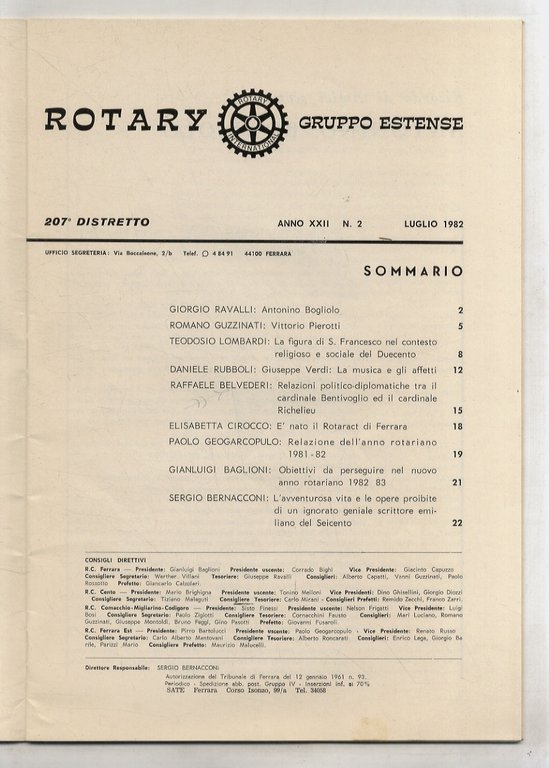 ROTARY ROTARY INTERNATIONAL GRUPPO ESTENSE
207° DISTRETTO ANNO XXII N. 2 LUGLIO 1982
UFFICIO SEGRETERIA: Via Boccaleone, 2/b Telef. 4 84 91 44100 FERRARA
SOMMARIO
GIORGIO RAVALLI: Antonino Bogliolo 2
ROMANO GUZZINATI: Vittorio Pierotti 5
TEODOSIO LOMBARDI: La figura di S. Francesco nel contesto
religioso e sociale del Duecento 8
DANIELE RUBBOLI: Giuseppe Verdi: La musica e gli affetti 12
RAFFAELE BELVEDERI: Relazioni politico-diplomatiche tra il
cardinale Bentivoglio ed il cardinale
Richelieu 15
ELISABETTA CIROCCO: E' nato il Rotaract di Ferrara 18
PAOLO GEOGARCOPULO: Relazione dell'anno rotariano
1981-82 19
GIANLUIGI BAGLIONI: Obiettivi da perseguire nel nuovo
anno rotariano 1982 83 21
SERGIO BERNACCONI: L'avventurosa vita e le opere proibite
di un ignorato geniale scrittore emi-
liano del Seicento 22
CONSIGLI DIRETTIVI
R.C. Ferrara — Presidente: Gianluigi Baglioni Presidente uscente: Corrado Bighi Vice Presidente: Giacinto Capuzzo
Consigliere Segretario: Werther Villani Tesoriere: Giuseppe Ravalli Consiglieri: Alberto Capatti, Vanni Guzzinati, Paolo
Rossatto Prefetto: Giancarlo Calzolari
R.C. Cento — Presidente: Mario Brighigna Presidente uscente: Tonino Melloni Vice Presidenti: Dino Ghisellini, Giorgio Diozzi
Consigliere Segretario: Tiziano Malaguti Consigliere Tesoriere: Carlo Mizrani - Consiglieri Prefetti: Renido Zecchi, Franco Zerri.
R.C. Comacchio-Migliarino-Codigoro — Presidente: Sisto Finessi Presidente uscente: Nelson Frigatti Vice Presidente: Luigi
Bosi Consigliere Segretario: Paolo Ziglotti Consigliere Tesoriere: Cornacchini Fausto Consiglieri: Mari Luciano, Romano
Guzzinati, Giuseppe Montoldi, Bruno Faggi, Gino Pasotti Prefetto: Giovanni Fusaroli.
R.C. Ferrara Est — Presidente: Pirro Bartolucci Presidente uscente: Paolo Geogarcopulo - Vice Presidente: Renato Russo
Consigliere Segretario: Carlo Alberto Mantovani Consigliere Tesoriere: Alberto Roncarati Consiglieri: Enrico Lega, Giorgio Be
rnle, Parizzi Mario Consigliere Prefetto: Maurizio Malucelli.
Direttore Responsabile: SERGIO BERNACCONI
Autorizzazione del Tribunale di Ferrara del 12 gennaio 1961 n. 93.
Periodico - Spedizione abb. post. Gruppo IV - Inserzioni inf. al 70%
SATE Ferrara Corso Isonzo, 99/a Tel. 34058